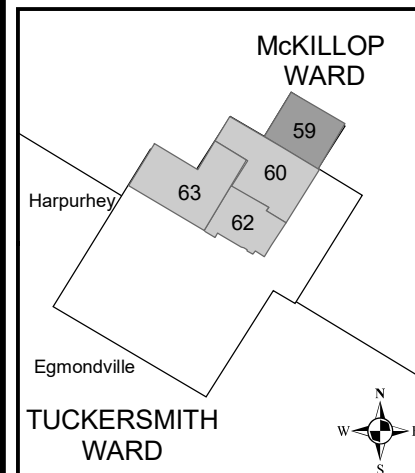 McKILLOP
WARD
59
60
63
Harpurhey
62
Egmondville
TUCKERSMITH
WARD
N
W
E
S